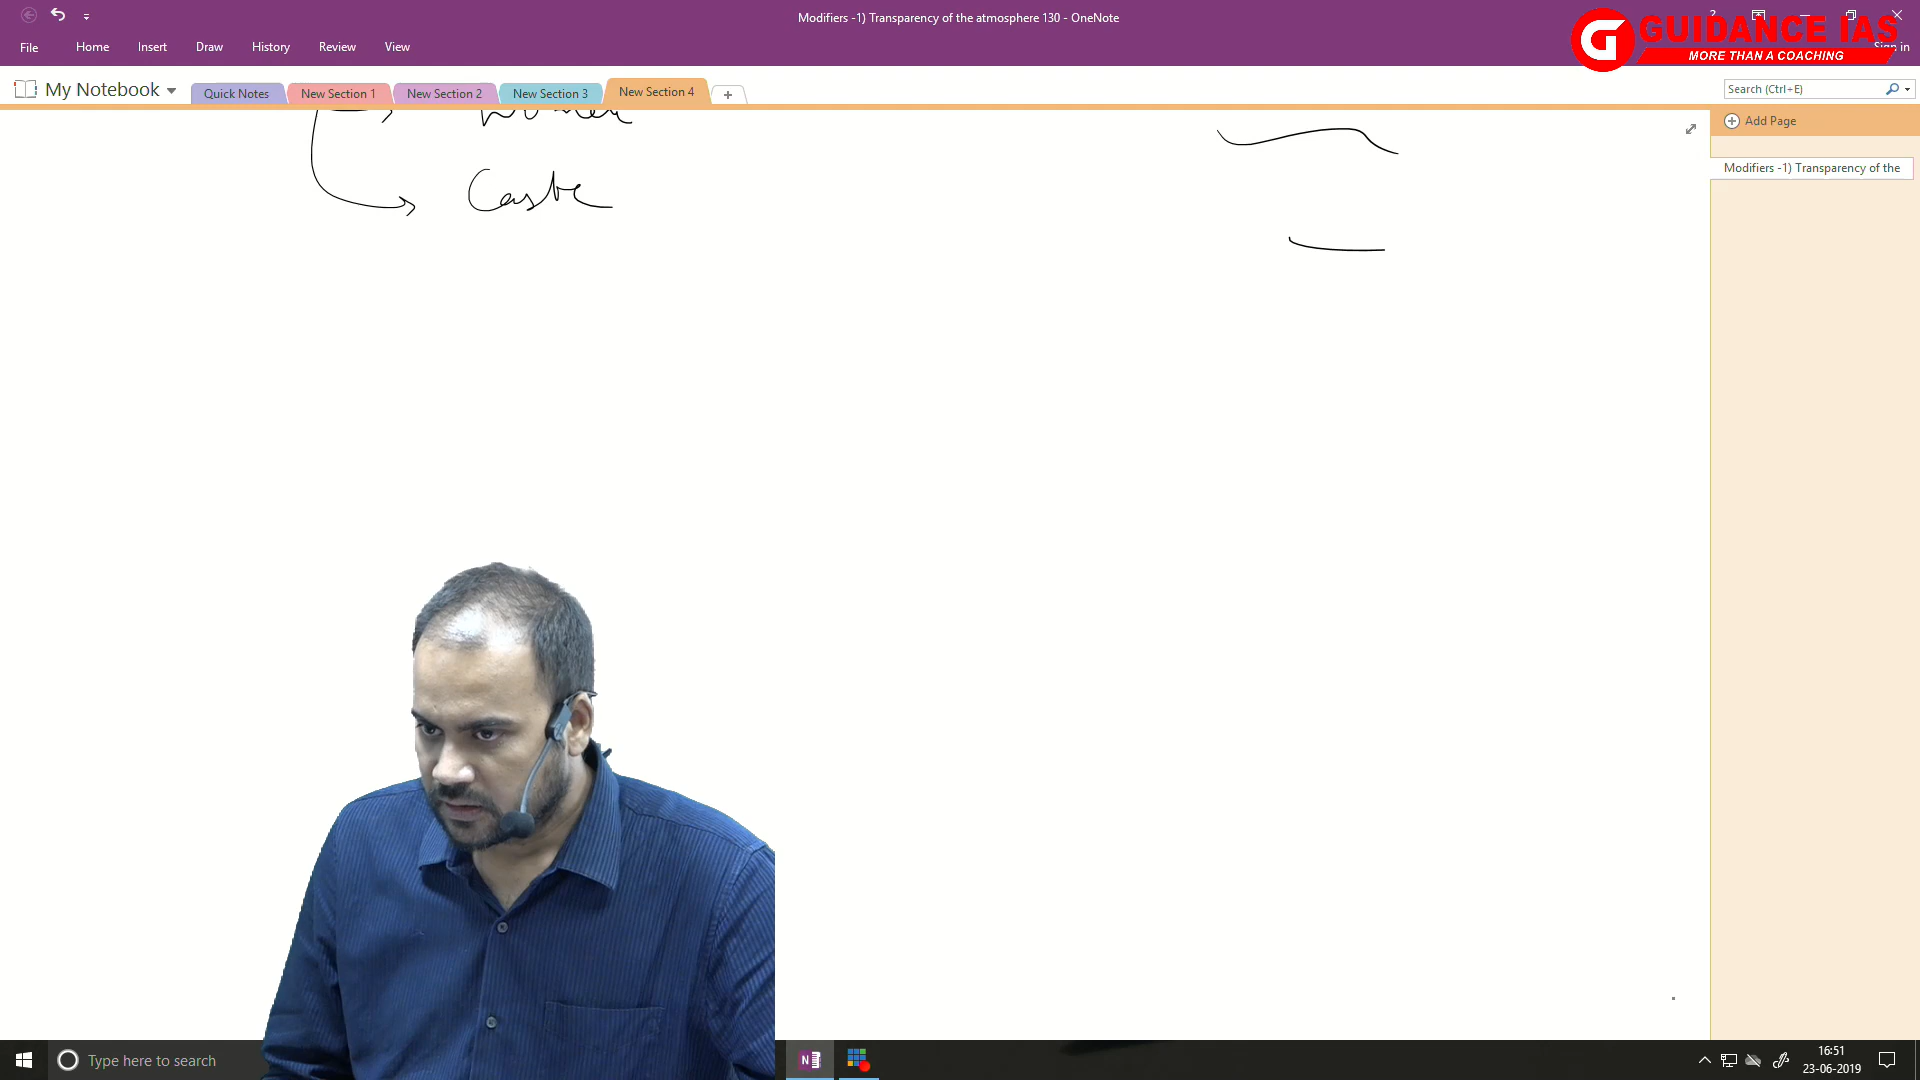 Modifiers -1) Transparency of the atmosphere 130 - OneNote
GUIDANCE IAS
MORE THAN A COACHING
File Home Insert Draw History Review View
Sign in
My Notebook
Quick Notes New Section 1 New Section 2 New Section 3 New Section 4
Search (Ctrl+E)
Add Page
Modifiers -1) Transparency of the
Caste
Type here to search
16:51
23-06-2019